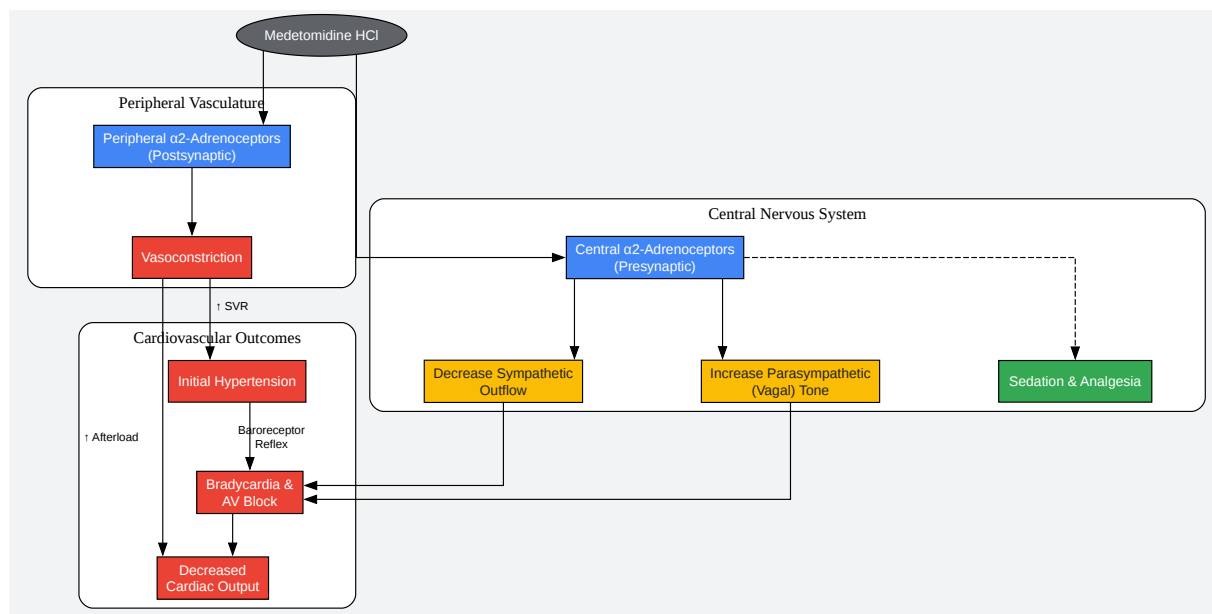 Medetomidine HCl
Peripheral Vasculature
Peripheral α2-Adrenoceptors
(Postsynaptic)
Vasoconstriction
Central Nervous System
Central α2-Adrenoceptors
(Presynaptic)
↑ SVR
Cardiovascular Outcomes
Initial Hypertension
Decrease Sympathetic
Outflow
Increase Parasympathetic
(Vagal) Tone
Sedation & Analgesia
↑ Afterload
Baroreceptor
Reflex
Bradycardia &
AV Block
Decreased
Cardiac Output